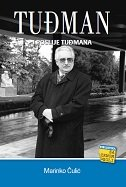 TUĐMAN
POSLIJE TUĐMANA
Marinko Čulić